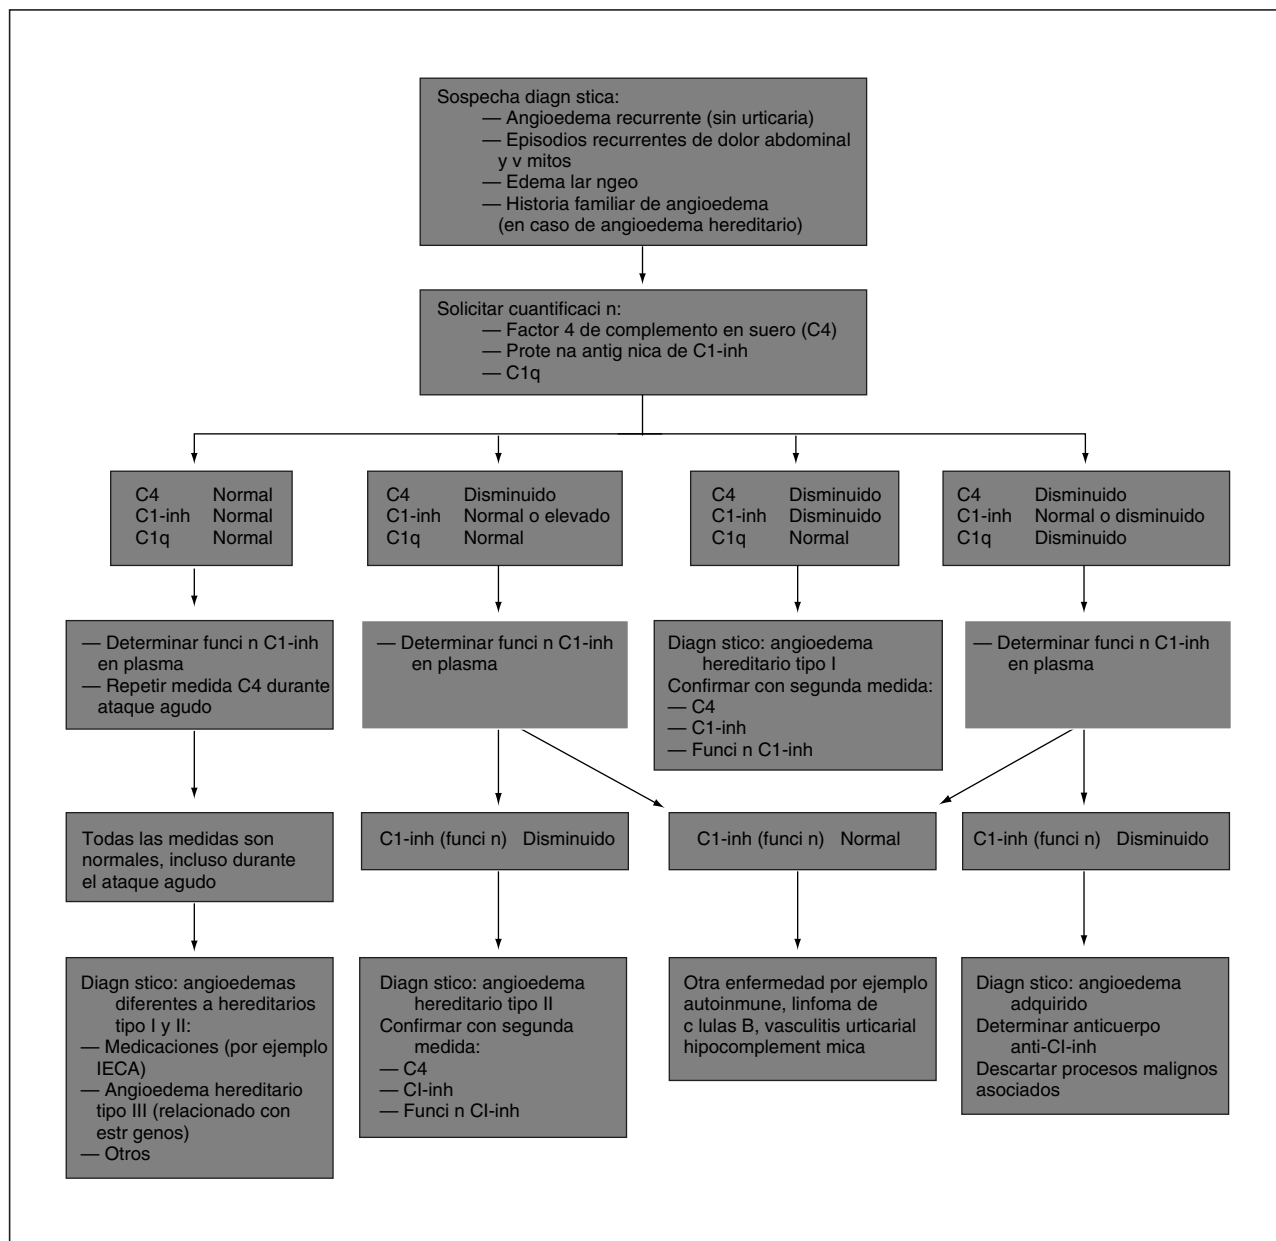 Sospecha diagn stica:
— Angioedema recurrente (sin urticaria)
— Episodios recurrentes de dolor abdominal
y v mitos
— Edema lar ngeo
— Historia familiar de angioedema
(en caso de angioedema hereditario)
Solicitar cuantificaci n:
— Factor 4 de complemento en suero (C4)
— Prote na antig nica de C1-inh
— C1q
C4 Normal
C1-inh Normal
C1q Normal
C4 Disminuido
C1-inh Normal o elevado
C1q Normal
C4 Disminuido
C1-inh Disminuido
C1q Normal
C4 Disminuido
C1-inh Normal o disminuido
C1q Disminuido
— Determinar funci n C1-inh
en plasma
— Repetir medida C4 durante
ataque agudo
— Determinar funci n C1-inh
en plasma
Diagn stico: angioedema
hereditario tipo I
Confirmar con segunda medida:
— C4
— C1-inh
— Funci n C1-inh
— Determinar funci n C1-inh
en plasma
Todas las medidas son
normales, incluso durante
el ataque agudo
C1-inh (funci n) Disminuido
C1-inh (funci n) Normal
C1-inh (funci n) Disminuido
Diagn stico: angioedemas
diferentes a hereditarios
tipo I y II:
— Medicaciones (por ejemplo
IECA)
— Angioedema hereditario
tipo III (relacionado con
estr genos)
— Otros
Diagn stico: angioedema
hereditario tipo II
Confirmar con segunda
medida:
— C4
— CI-inh
— Funci n CI-inh
Otra enfermedad por ejemplo
autoinmune, linfoma de
c lulas B, vasculitis urticarial
hipocomplement mica
Diagn stico: angioedema
adquirido
Determinar anticuerpo
anti-CI-inh
Descartar procesos malignos
asociados